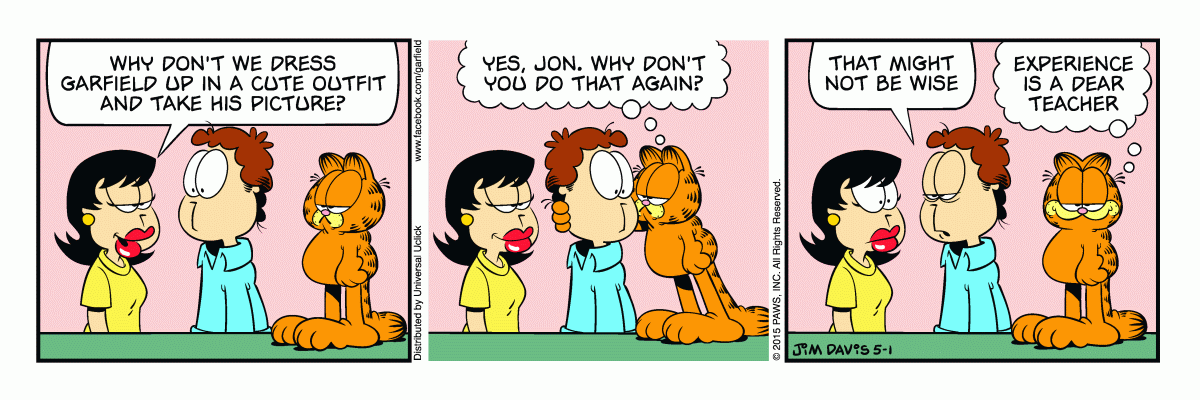 WHY DON'T WE DRESS
GARFIELD UP IN A CUTE OUTFIT
AND TAKE HIS PICTURE?
www.facebook.com/garfield
Distributed by Universal Uclick
YES, JON. WHY DON'T
YOU DO THAT AGAIN?
© 2015 PAWS, INC. All Rights Reserved.
THAT MIGHT
NOT BE WISE
EXPERIENCE
IS A DEAR
TEACHER
JIM DAVIS 5-1